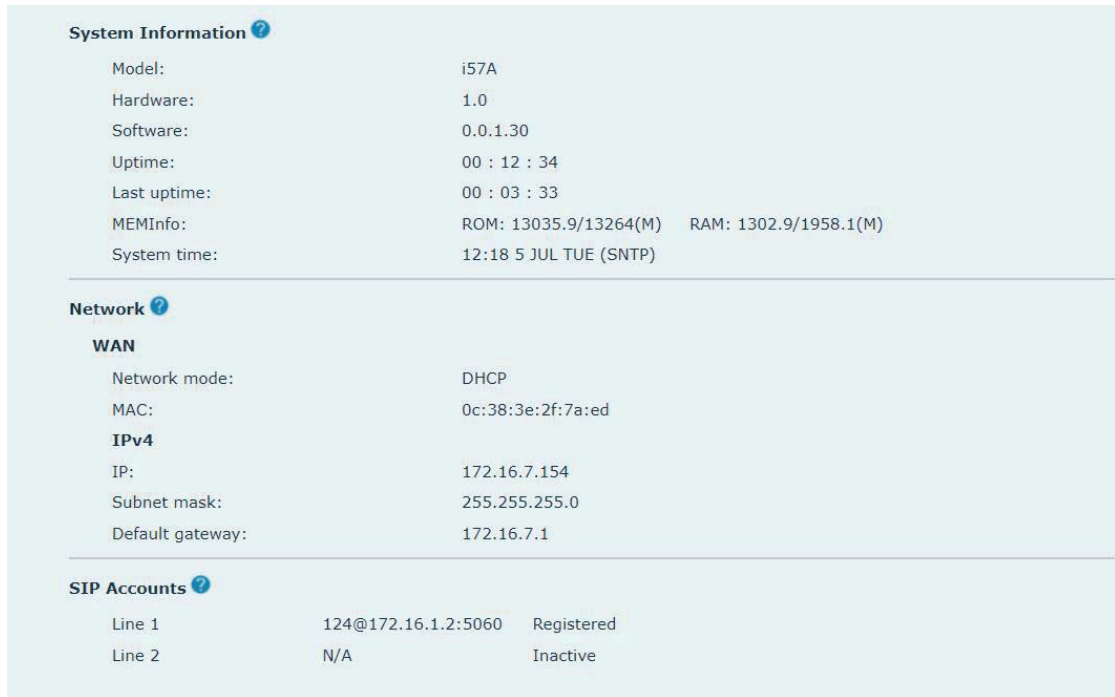 System Information
Model: i57A
Hardware: 1.0
Software: 0.0.1.30
Uptime: 00 : 12 : 34
Last uptime: 00 : 03 : 33
MEMInfo: ROM: 13035.9/13264(M) RAM: 1302.9/1958.1(M)
System time: 12:18 5 JUL TUE (SNTP)
Network
WAN
Network mode: DHCP
MAC: 0c:38:3e:2f:7a:ed
IPv4
IP: 172.16.7.154
Subnet mask: 255.255.255.0
Default gateway: 172.16.7.1
SIP Accounts
Line 1 124@172.16.1.2:5060 Registered
Line 2 N/A Inactive